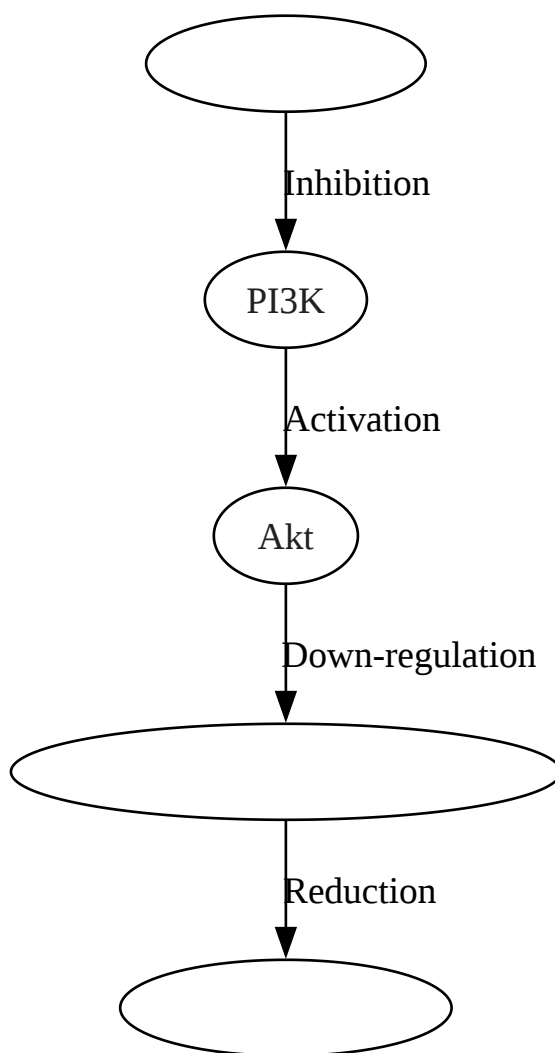 Inhibition
PI3K
Activation
Akt
Down-regulation
Reduction